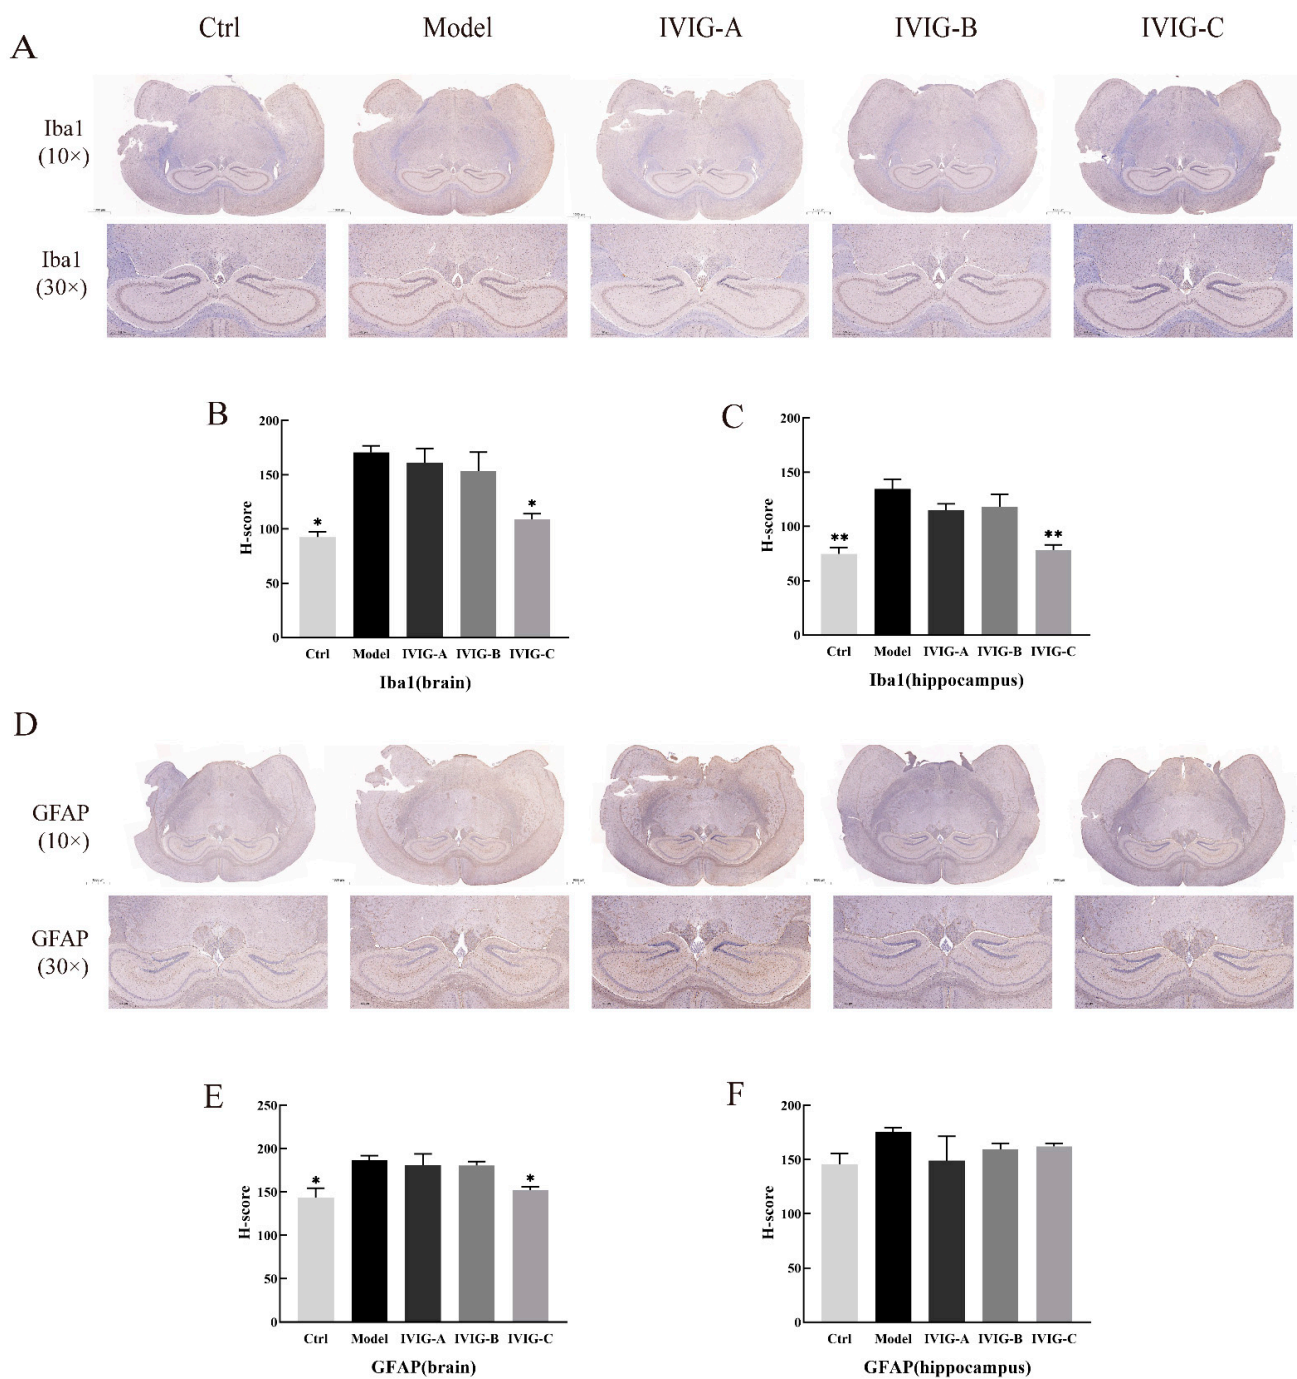 Ctrl Model IVIG-A IVIG-B IVIG-C
A
Iba1
(10×)
Iba1
(30×)
B
200
150
100
50
0
H-score
*
*
Ctrl Model IVIG-A IVIG-B IVIG-C
Iba1(brain)
C
200
150
100
50
0
H-score
**
**
Ctrl Model IVIG-A IVIG-B IVIG-C
Iba1(hippocampus)
D
GFAP
(10×)
GFAP
(30×)
E
250
200
150
100
50
0
H-score
*
*
Ctrl Model IVIG-A IVIG-B IVIG-C
GFAP(brain)
F
200
150
100
50
0
H-score
Ctrl Model IVIG-A IVIG-B IVIG-C
GFAP(hippocampus)